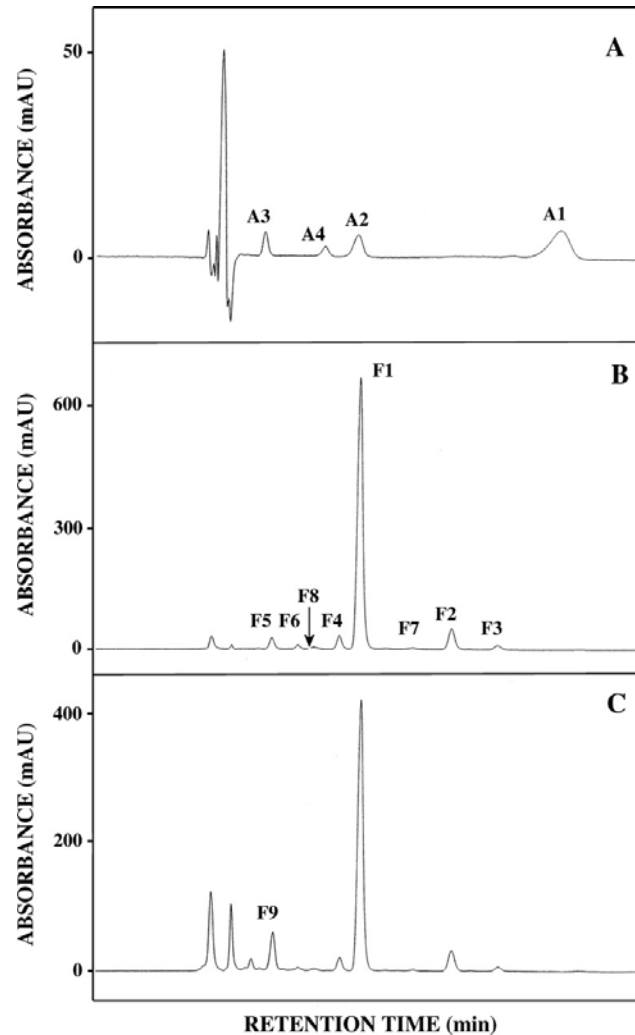 A
ABSORBANCE (mAU)
50
0
A3
A4
A2
A1
B
ABSORBANCE (mAU)
600
300
0
F1
F8
F5
F6
F4
F7
F2
F3
C
ABSORBANCE (mAU)
400
200
0
F9
RETENTION TIME (min)